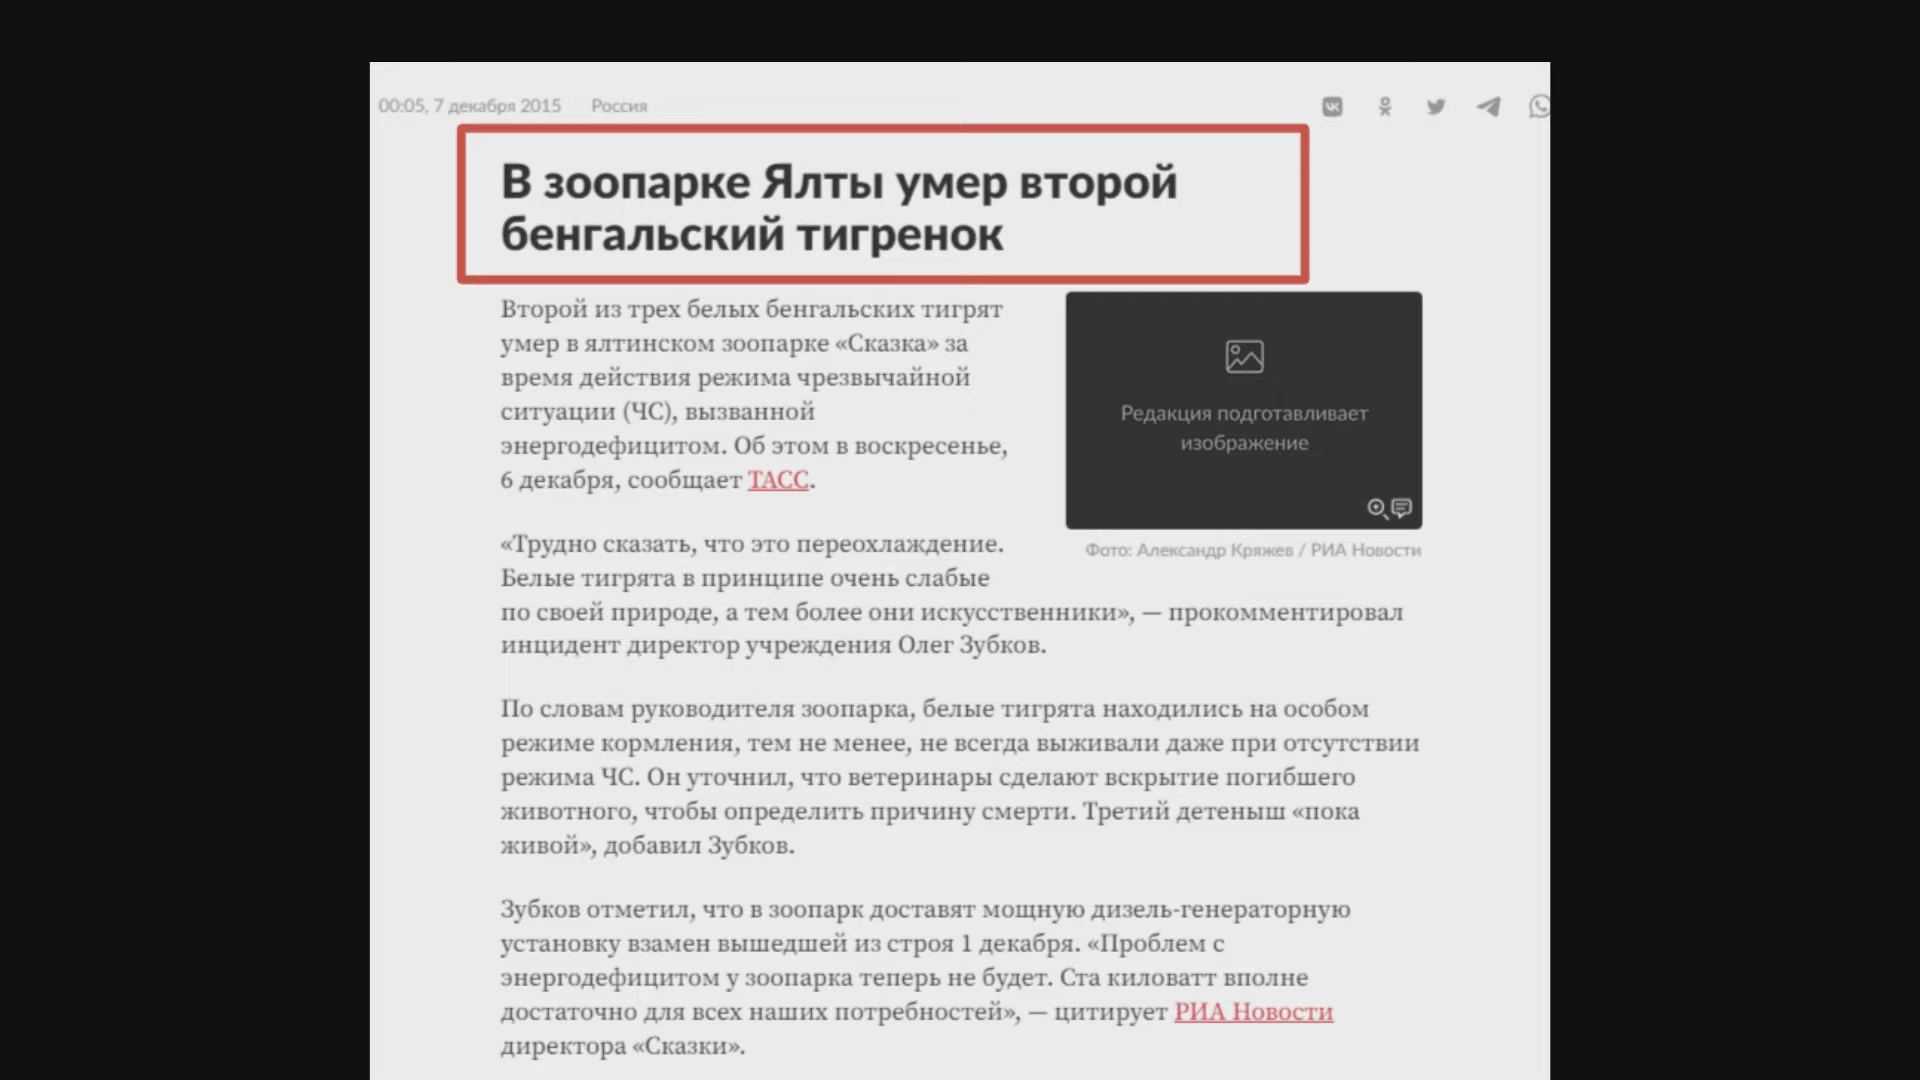 00:05, 7 декабря 2015 Россия
В зоопарке Ялты умер второй
бенгальский тигренок
Второй из трех белых бенгальских тигрят
умер в ялтинском зоопарке «Сказка» за
время действия режима чрезвычайной
ситуации (ЧС), вызванной
энергодефицитом. Об этом в воскресенье,
6 декабря, сообщает ТАСС.
Редакция подготавливает
изображение
Фото: Александр Кряжев / РИА Новости
«Трудно сказать, что это переохлаждение.
Белые тигрята в принципе очень слабые
по своей природе, а тем более они искусственники», — прокомментировал
инцидент директор учреждения Олег Зубков.
По словам руководителя зоопарка, белые тигрята находились на особом
режиме кормления, тем не менее, не всегда выживали даже при отсутствии
режима ЧС. Он уточнил, что ветеринары сделают вскрытие погибшего
животного, чтобы определить причину смерти. Третий детеныш «пока
живой», добавил Зубков.
Зубков отметил, что в зоопарк доставят мощную дизель-генераторную
установку взамен вышедшей из строя 1 декабря. «Проблем с
энергодефицитом у зоопарка теперь не будет. Ста киловатт вполне
достаточно для всех наших потребностей», — цитирует РИА Новости
директора «Сказки».